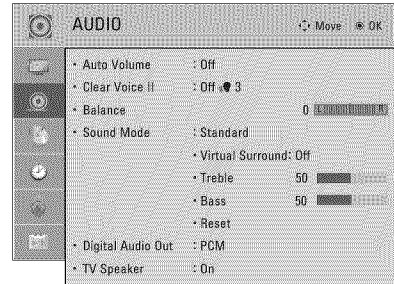 AUDIO
Move
OK
• Auto Volume : Off
• Clear Voice II : Off 3
• Balance 0 L R
• Sound Mode : Standard
• Virtual Surround: Off
• Treble 50
• Bass 50
• Reset
• Digital Audio Out : PCM
• TV Speaker : On